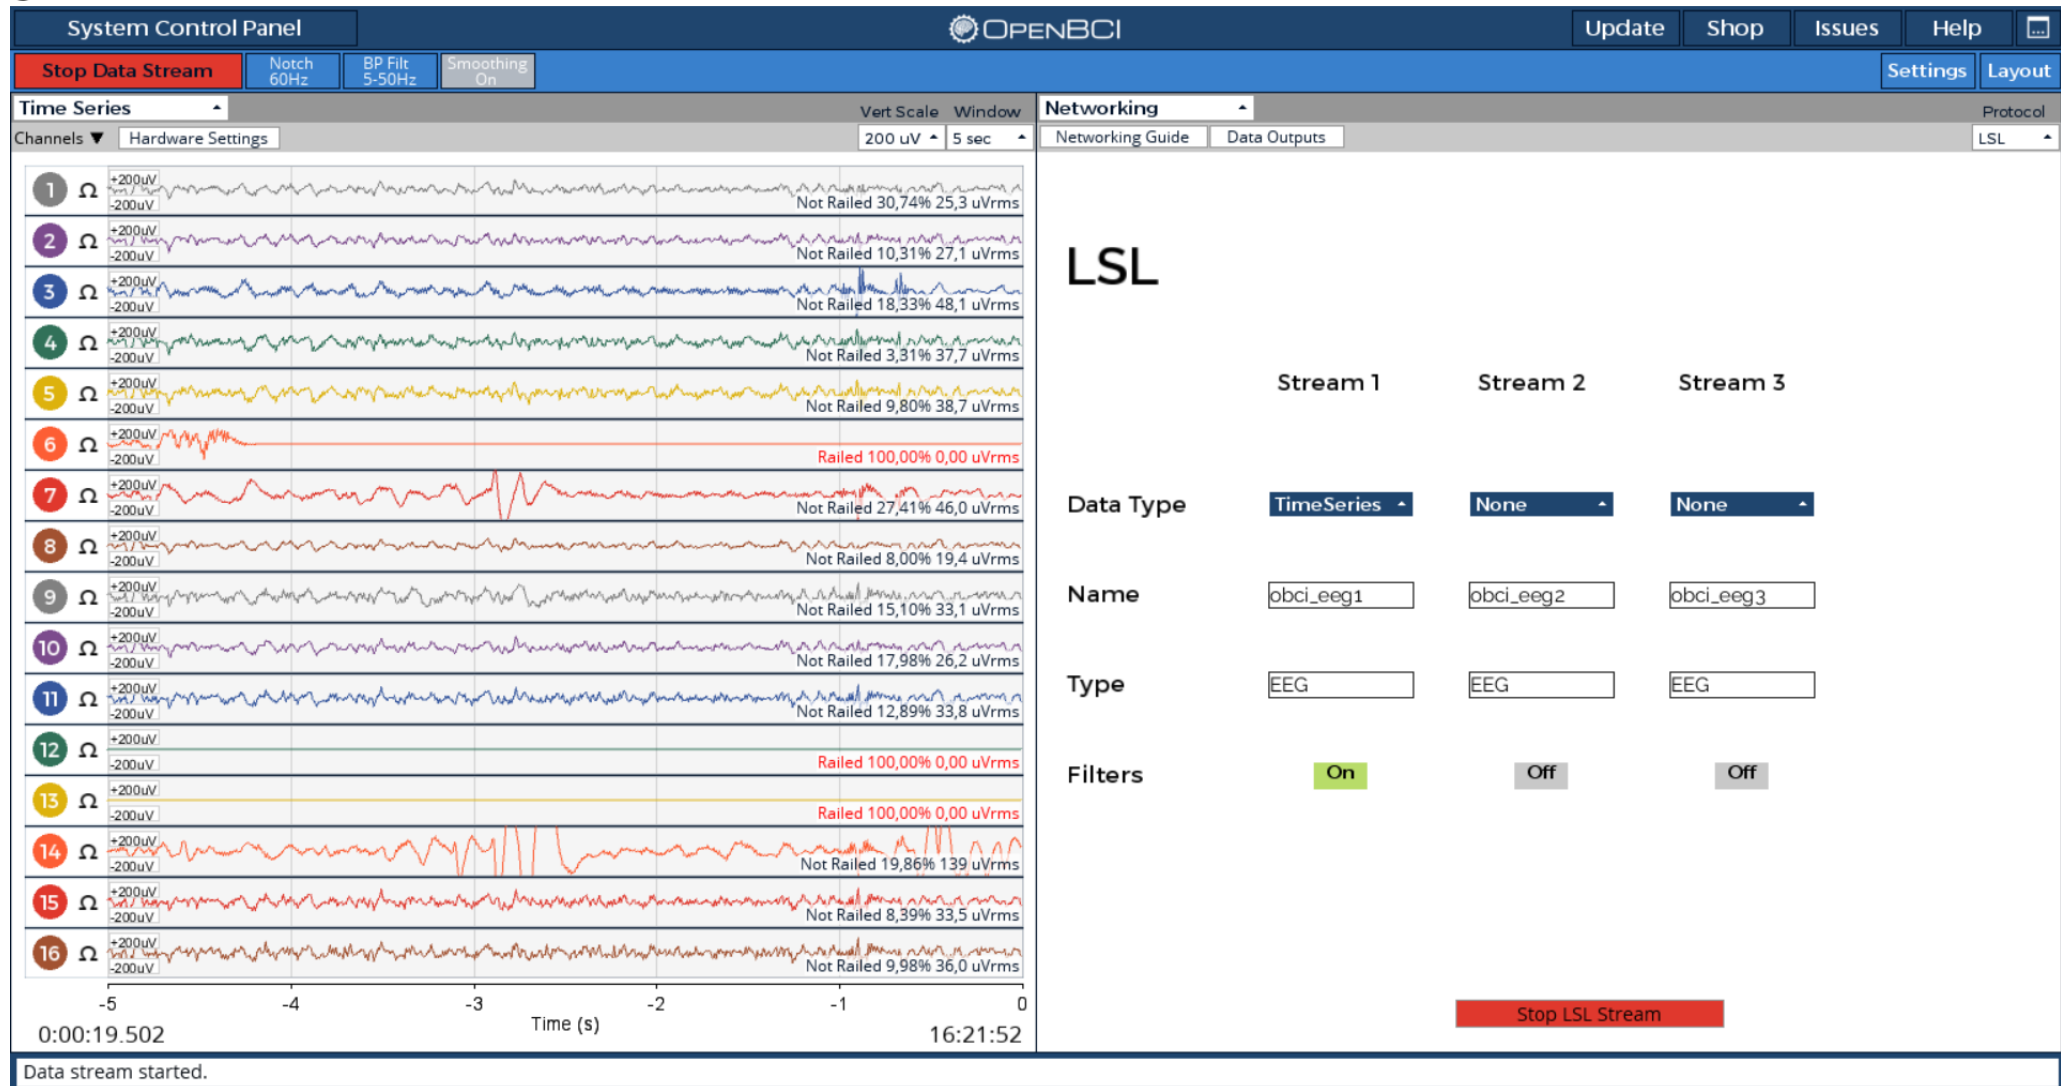 System Control Panel
OPENBCI
Update
Shop
Issues
Help
Stop Data Stream
Notch
60Hz
BP Filt
5-50Hz
Smoothing
On
Settings
Layout
Time Series
Vert Scale
Window
Channels ▼
Hardware Settings
200 uV
5 sec
1 Ω +200uV
-200uV
Not Railed 30,74% 25,3 uVrms
2 Ω +200uV
-200uV
Not Railed 10,31% 27,1 uVrms
3 Ω +200uV
-200uV
Not Railed 18,33% 48,1 uVrms
4 Ω +200uV
-200uV
Not Railed 3,31% 37,7 uVrms
5 Ω +200uV
-200uV
Not Railed 9,80% 38,7 uVrms
6 Ω +200uV
-200uV
Railed 100,00% 0,00 uVrms
7 Ω +200uV
-200uV
Not Railed 27,41% 46,0 uVrms
8 Ω +200uV
-200uV
Not Railed 8,00% 19,4 uVrms
9 Ω +200uV
-200uV
Not Railed 15,10% 33,1 uVrms
10 Ω +200uV
-200uV
Not Railed 17,98% 26,2 uVrms
11 Ω +200uV
-200uV
Not Railed 12,89% 33,8 uVrms
12 Ω +200uV
-200uV
Railed 100,00% 0,00 uVrms
13 Ω +200uV
-200uV
Railed 100,00% 0,00 uVrms
14 Ω +200uV
-200uV
Not Railed 19,86% 139 uVrms
15 Ω +200uV
-200uV
Not Railed 8,39% 33,5 uVrms
16 Ω +200uV
-200uV
Not Railed 9,98% 36,0 uVrms
-5 -4 -3 -2 -1 0
Time (s)
0:00:19.502
16:21:52
Networking
Protocol
Networking Guide
Data Outputs
LSL
LSL
Stream 1 Stream 2 Stream 3
Data Type TimeSeries None None
Name obci_eeg1 obci_eeg2 obci_eeg3
Type EEG EEG EEG
Filters On Off Off
Stop LSL Stream
Data stream started.